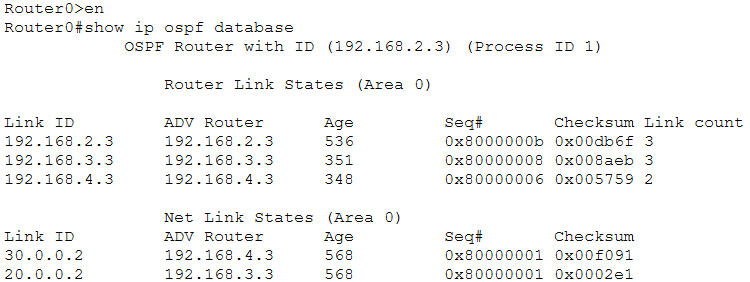 Router0>en
Router0#show ip ospf database
OSPF Router with ID (192.168.2.3) (Process ID 1)
Router Link States (Area 0)
Link ID ADV Router Age Seq# Checksum Link count
192.168.2.3 192.168.2.3 536 0x8000000b 0x00db6f 3
192.168.3.3 192.168.3.3 351 0x80000008 0x008aeb 3
192.168.4.3 192.168.4.3 348 0x80000006 0x005759 2
Net Link States (Area 0)
Link ID ADV Router Age Seq# Checksum
30.0.0.2 192.168.4.3 568 0x80000001 0x00f091
20.0.0.2 192.168.3.3 568 0x80000001 0x0002e1